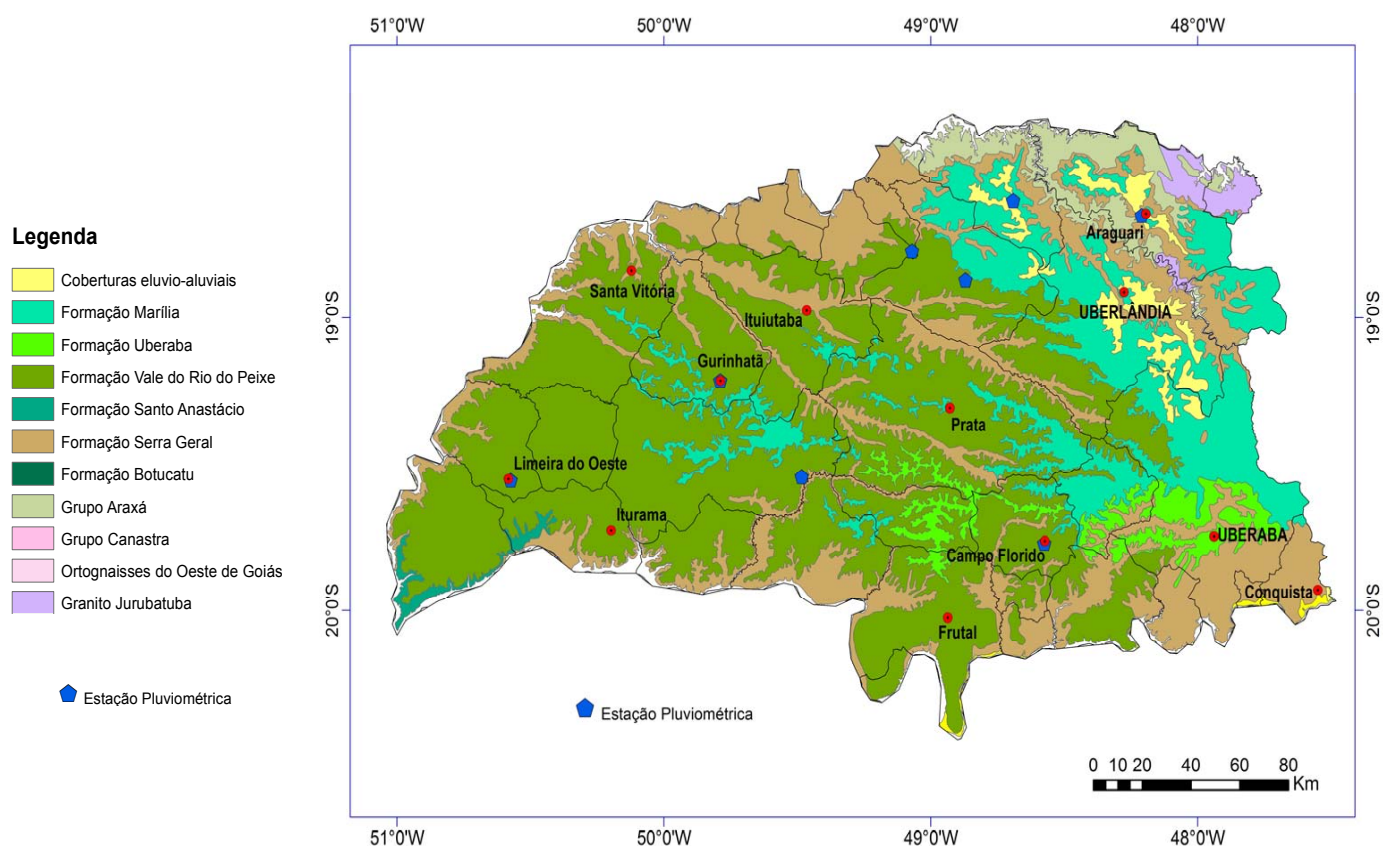 51°0'W 50°0'W 49°0'W 48°0'W
Legenda
Coberturas eluvio-aluviais
Formação Marília
Formação Uberaba
Formação Vale do Rio do Peixe
Formação Santo Anastácio
Formação Serra Geral
Formação Botucatu
Grupo Araxá
Grupo Canastra
Ortognaisses do Oeste de Goiás
Granito Jurubatuba
Estação Pluviométrica
19°0'S
20°0'S
Araguari
Santa Vitória
UBERLÂNDIA
Ituiutaba
Gurinhatã
Prata
Limeira do Oeste
Iturama
UBERABA
Campo Florido
Conquista
Frutal
19°0'S
20°0'S
Estação Pluviométrica
0 10 20 40 60 80
Km
51°0'W 50°0'W 49°0'W 48°0'W